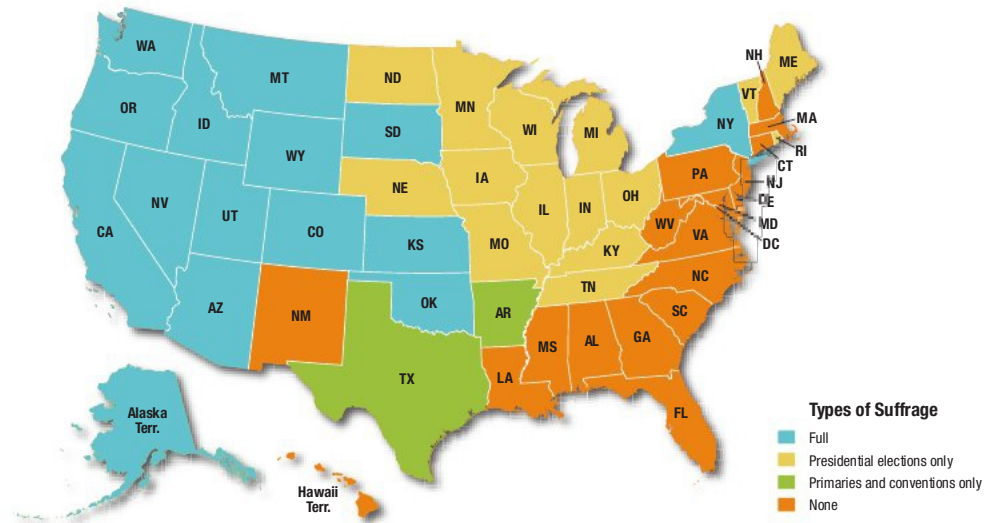 WA
NH
ME
MT
ND
VT
OR
MN
MA
ID
NY
SD
WI
MI
RI
WY
CT
PA
NJ
NE
IA
DE
NV
OH
IL
IN
MD
UT
WV
CA
CO
VA
DC
KS
MO
KY
NC
TN
AZ
OK
NM
AR
SC
MS
AL
GA
TX
LA
Alaska
Terr.
FL
Types of Suffrage
Full
Presidential elections only
Primaries and conventions only
None
Hawaii
Terr.